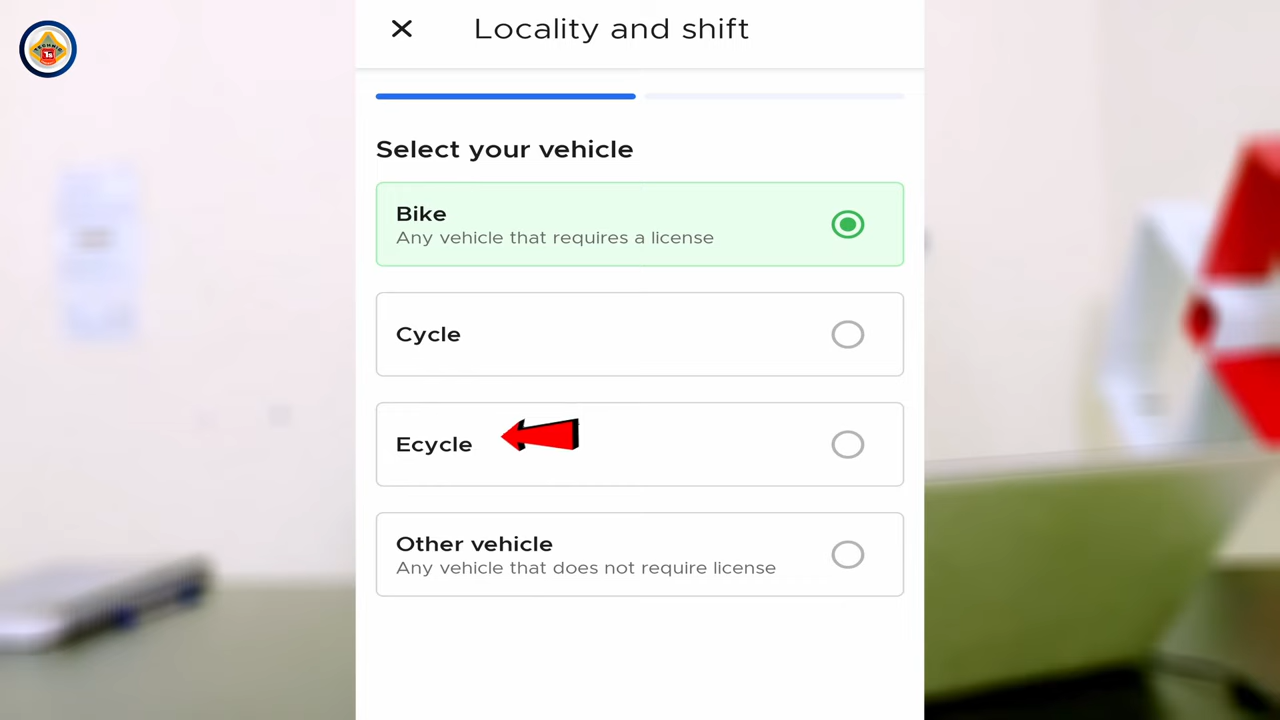 Locality and shift
Select your vehicle
Bike
Any vehicle that requires a license
Cycle
Ecycle
Other vehicle
Any vehicle that does not require license